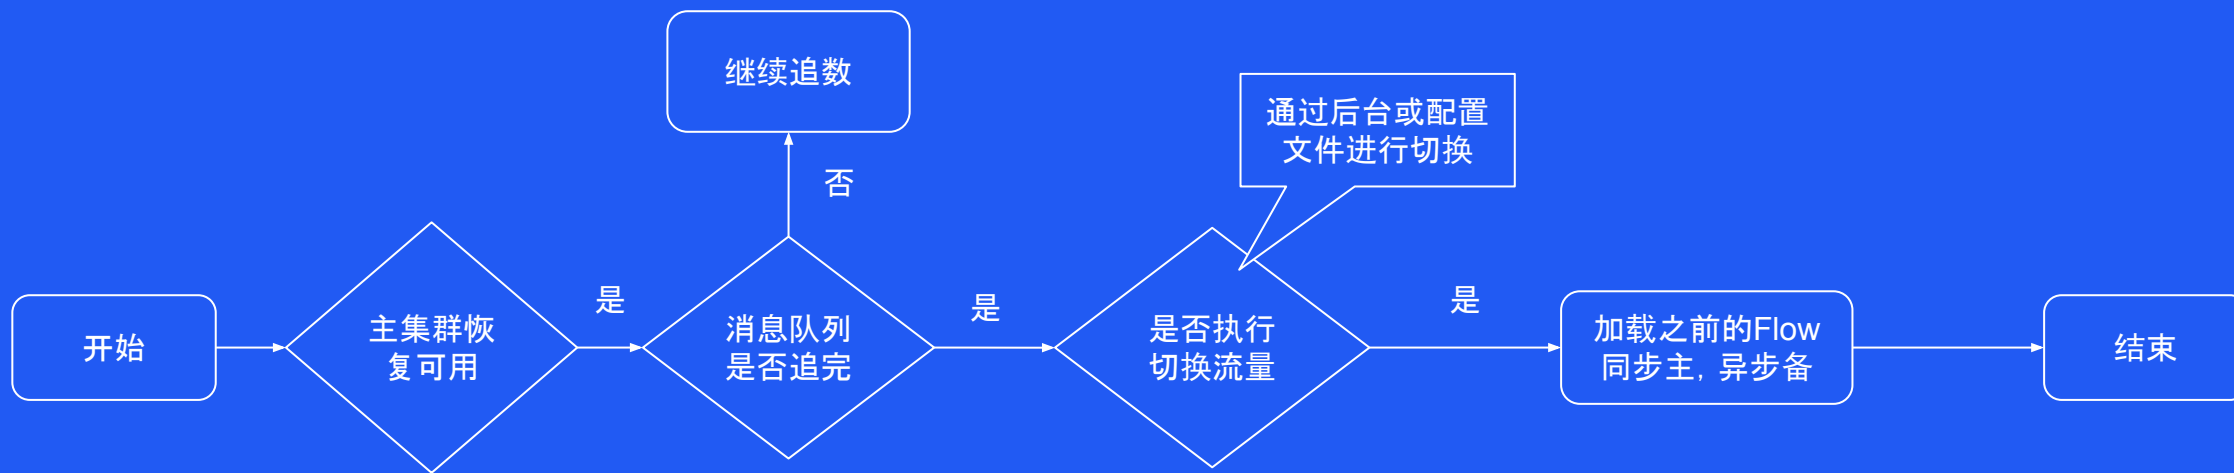 继续追数
通过后台或配置
文件进行切换
否
开始
主集群恢
复可用
是
消息队列
是否追完
是
是否执行
切换流量
是
加载之前的Flow
同步主，异步备
结束